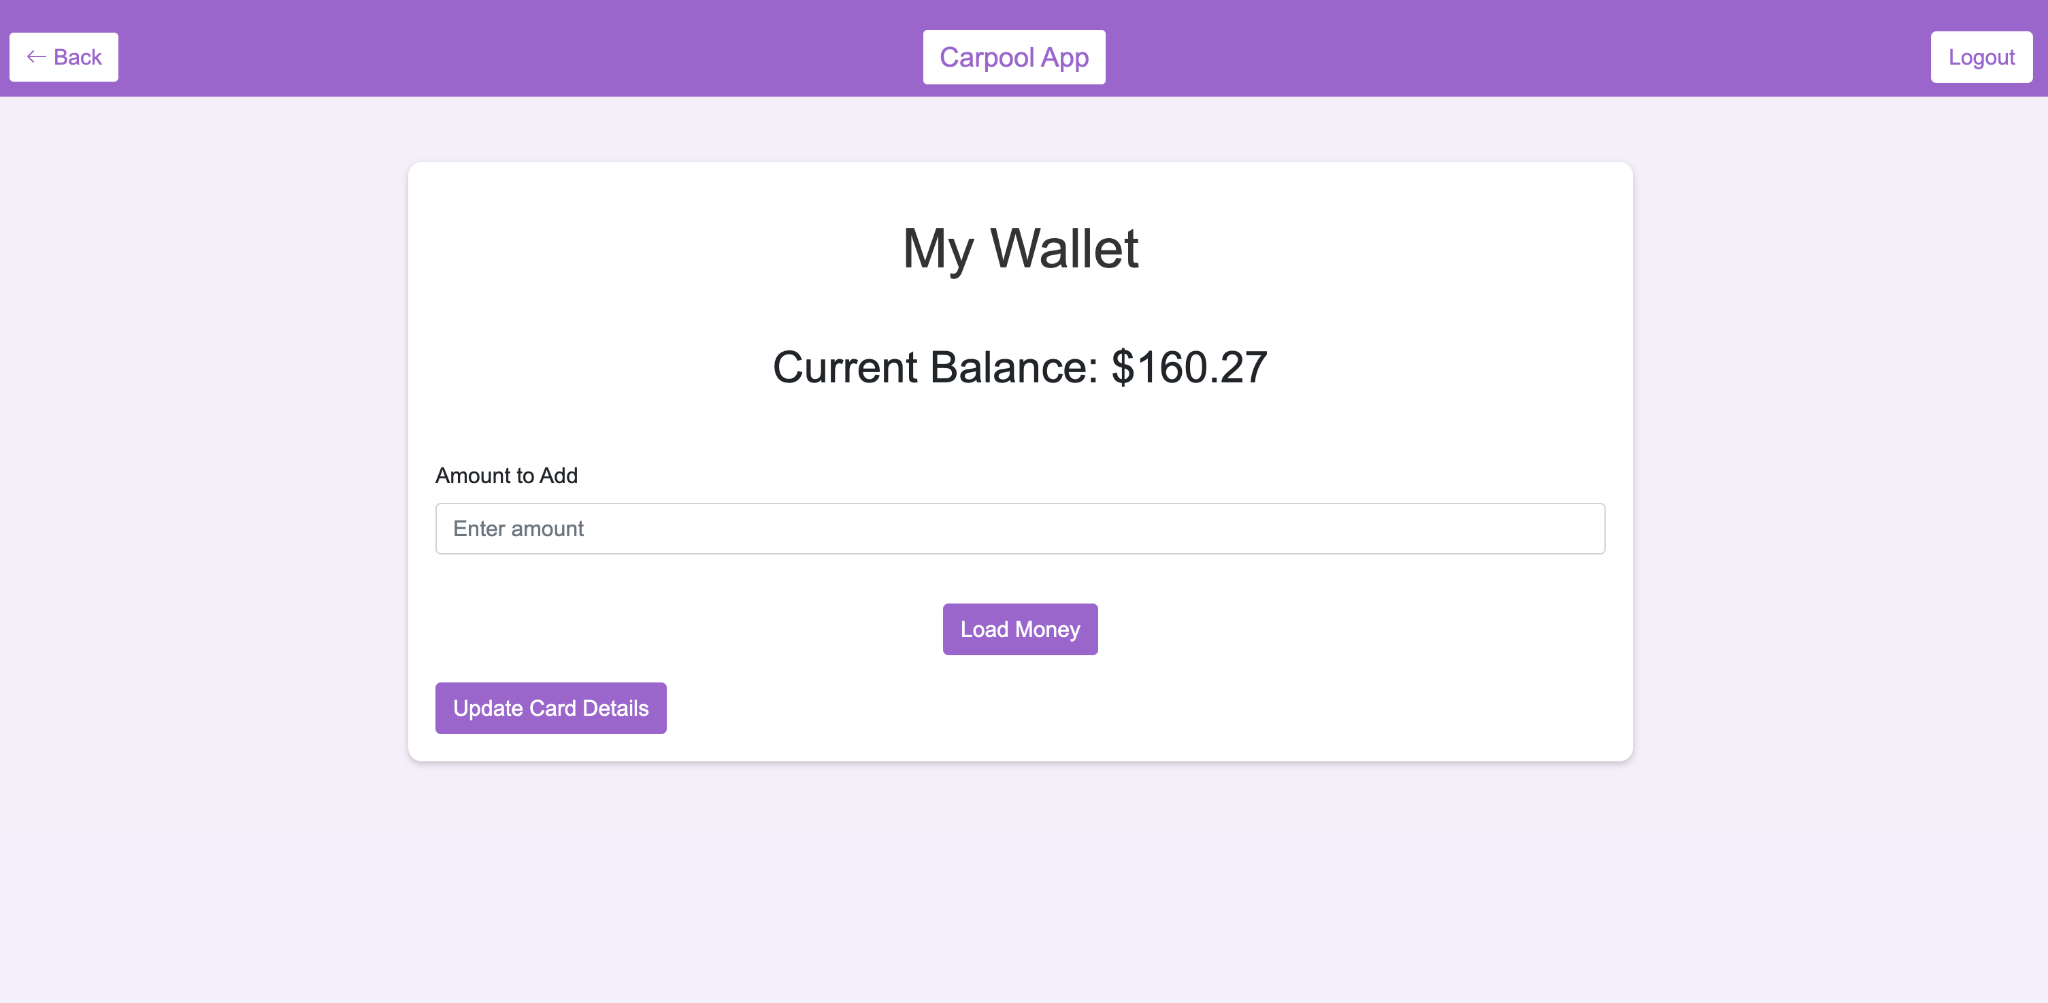 ← Back
Carpool App
Logout
My Wallet
Current Balance: $160.27
Amount to Add
Enter amount
Load Money
Update Card Details